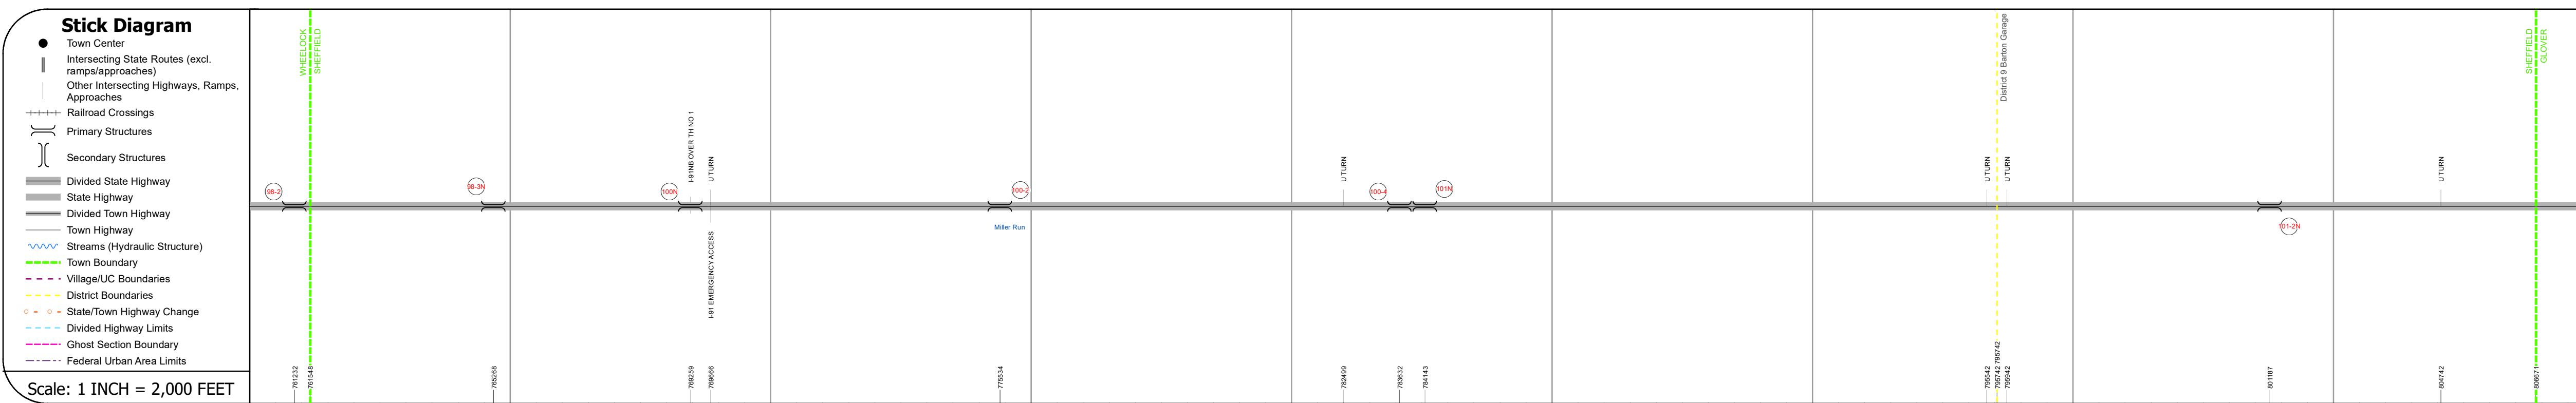 Stick Diagram
Town Center
Intersecting State Routes (excl.
ramps/approaches)
Other Intersecting Highways, Ramps,
Approaches
Railroad Crossings
Primary Structures
Secondary Structures
Divided State Highway
State Highway
Divided Town Highway
Town Highway
Streams (Hydraulic Structure)
Town Boundary
Village/UC Boundaries
District Boundaries
State/Town Highway Change
Divided Highway Limits
Ghost Section Boundary
Federal Urban Area Limits
Scale: 1 INCH = 2,000 FEET
WHEELOCK
SHEFFIELD
98-2
98-3N
100N
I-91NB OVER TH NO 1
U TURN
I-91 EMERGENCY ACCESS
100-2
Miller Run
U TURN
100-4
101N
U TURN
District 9 Barton Garage
U TURN
101-2N
U TURN
SHEFFIELD
GLOVER
761232
761548
765268
769259
769666
775534
782499
783632
784143
795542
795742 795742
795942
801187
804742
806671